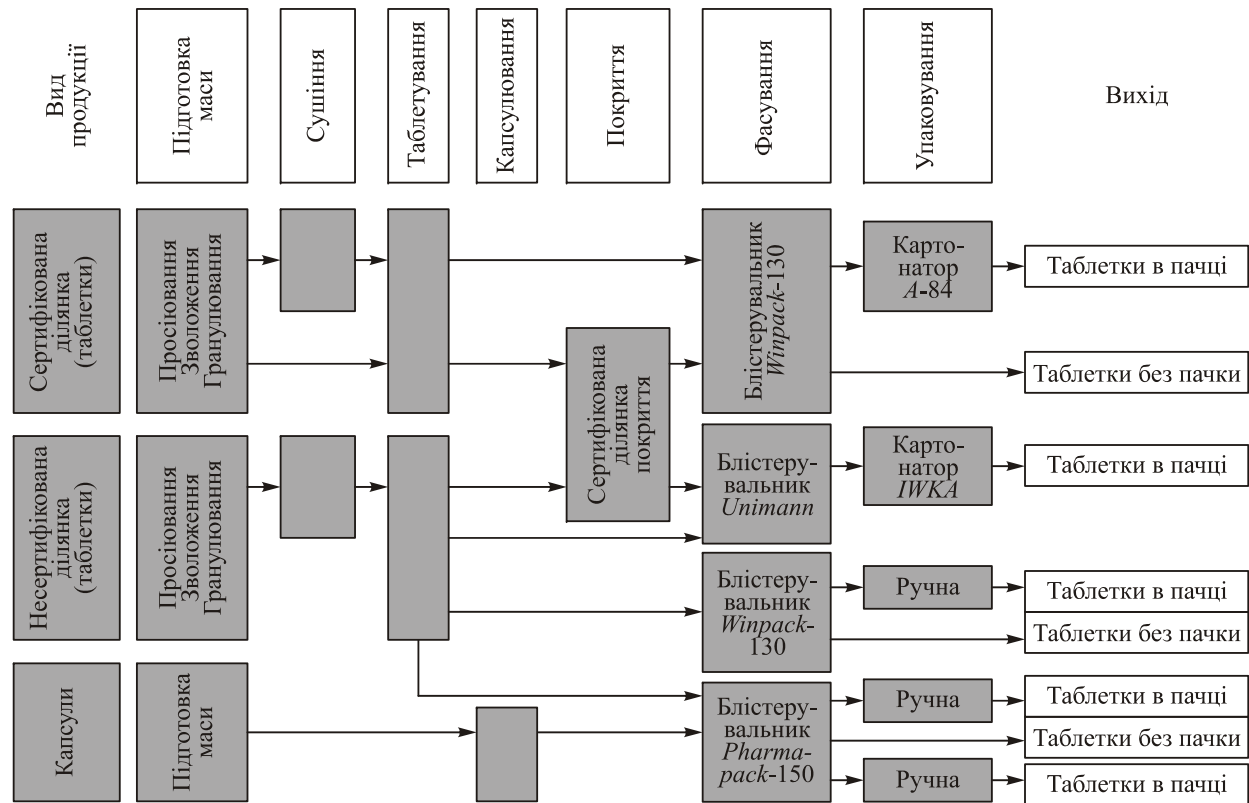 Вид
продукції
Підготовка
маси
Сушіння
Таблетування
Капсулювання
Покриття
Фасування
Упаковування
Вихід
Сертифікована
ділянка
(таблетки)
Просіювання
Зволоження
Гранулювання
Блістерувальник
Winpack-130
Карто-
натор
А-84
Таблетки в пачці
Таблетки без пачки
Сертифікована
ділянка
покриття
Несертифікована
ділянка
(таблетки)
Просіювання
Зволоження
Гранулювання
Блістеру-
вальник
Unimann
Карто-
натор
IWKA
Таблетки в пачці
Блістеру-
вальник
Winpack-
130
Ручна
Таблетки в пачці
Таблетки без пачки
Капсули
Підготовка
маси
Блістеру-
вальник
Pharma-
pack-150
Ручна
Таблетки в пачці
Таблетки без пачки
Ручна
Таблетки в пачці